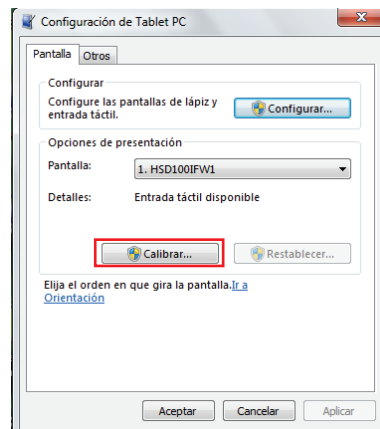 Configuración de Tablet PC
Pantalla Otros
Configurar
Configure las pantallas de lápiz y
entrada táctil.
Configurar...
Opciones de presentación
Pantalla: 1. HSD100IFW1
Detalles: Entrada táctil disponible
Calibrar... Restablecer...
Elija el orden en que gira la pantalla.Ir a
Orientación
Aceptar Cancelar Aplicar